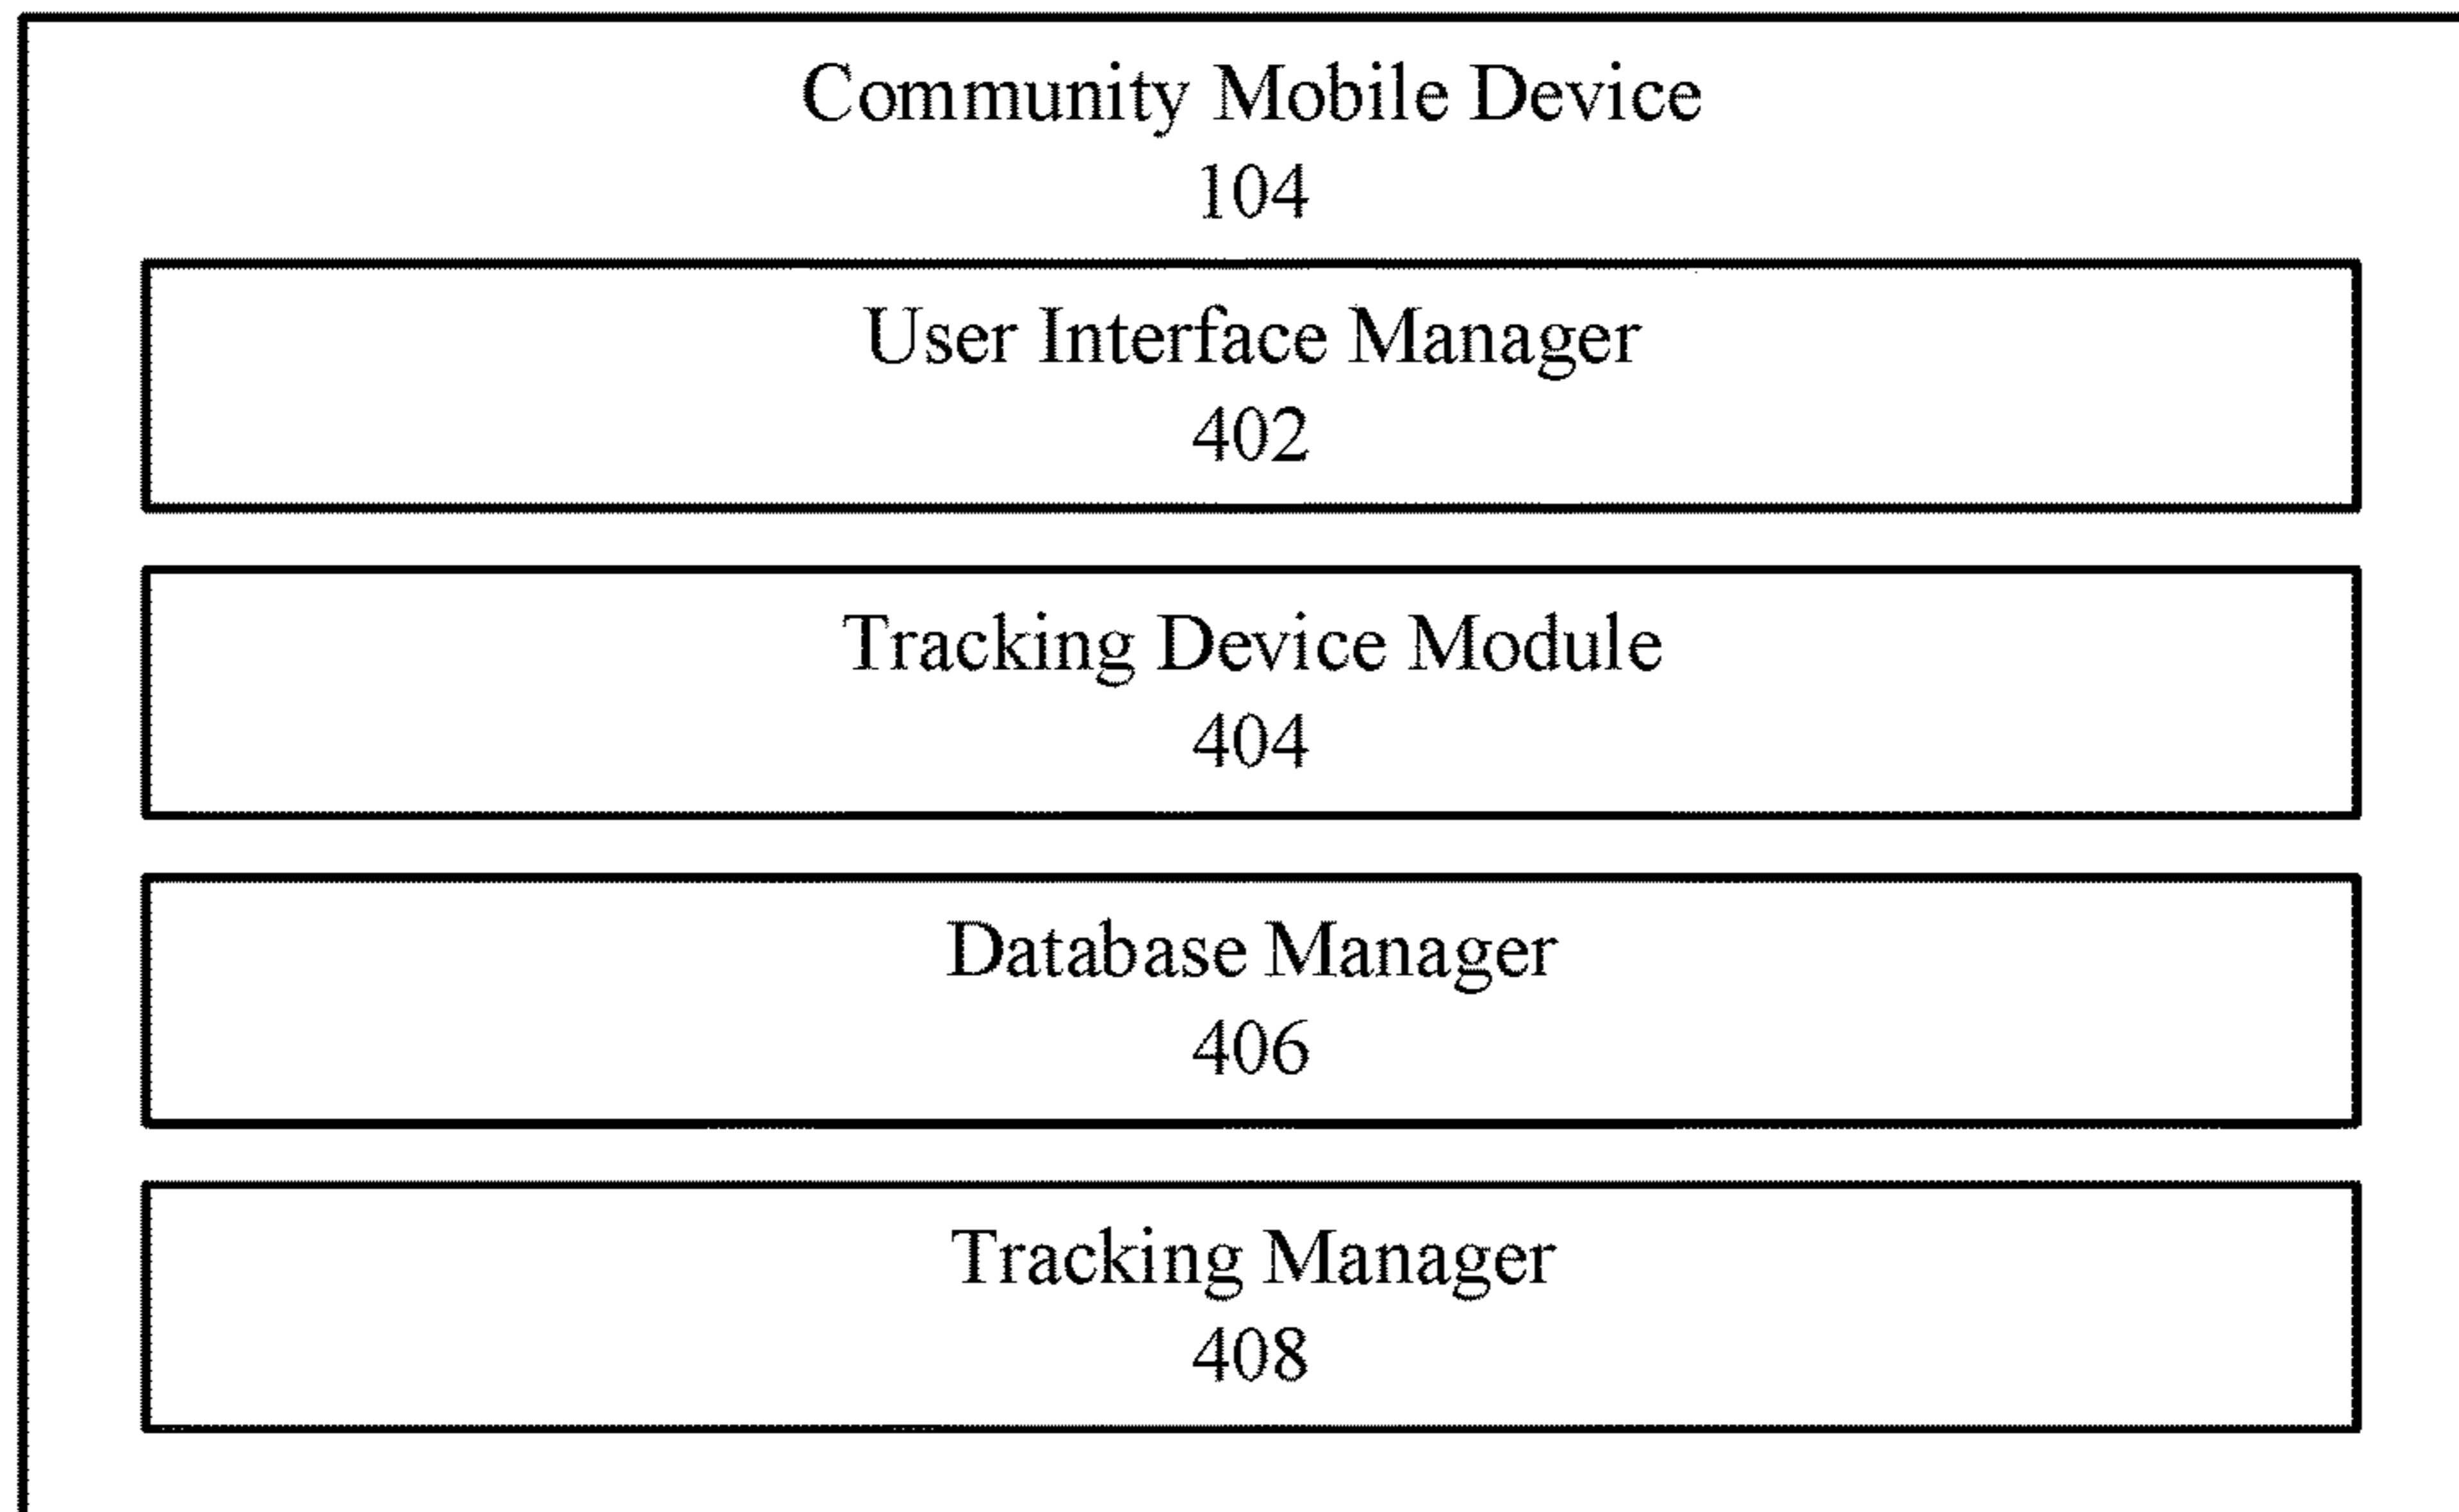 Community Mobile Device
104
User Interface Manager
402
Tracking Device Module
404
Database Manager
406
Tracking Manager
408